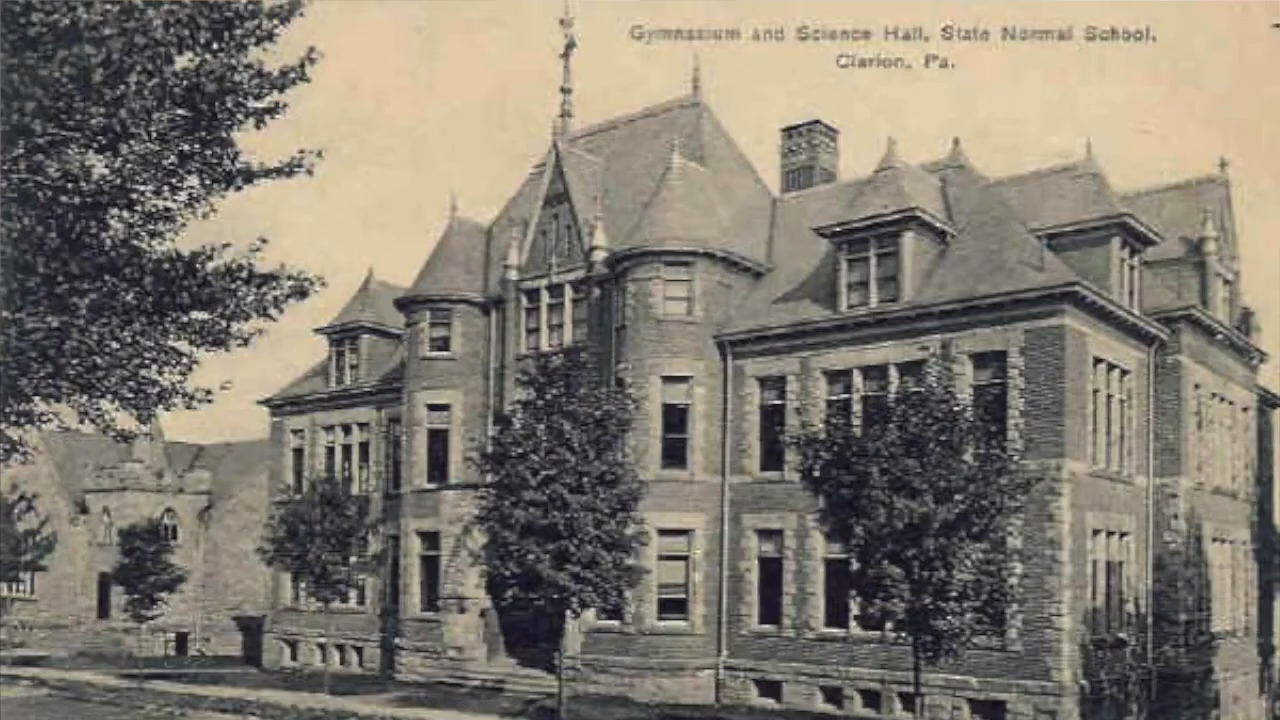 Gymnasium and Science Hall, State Normal School,
Clarion, Pa.